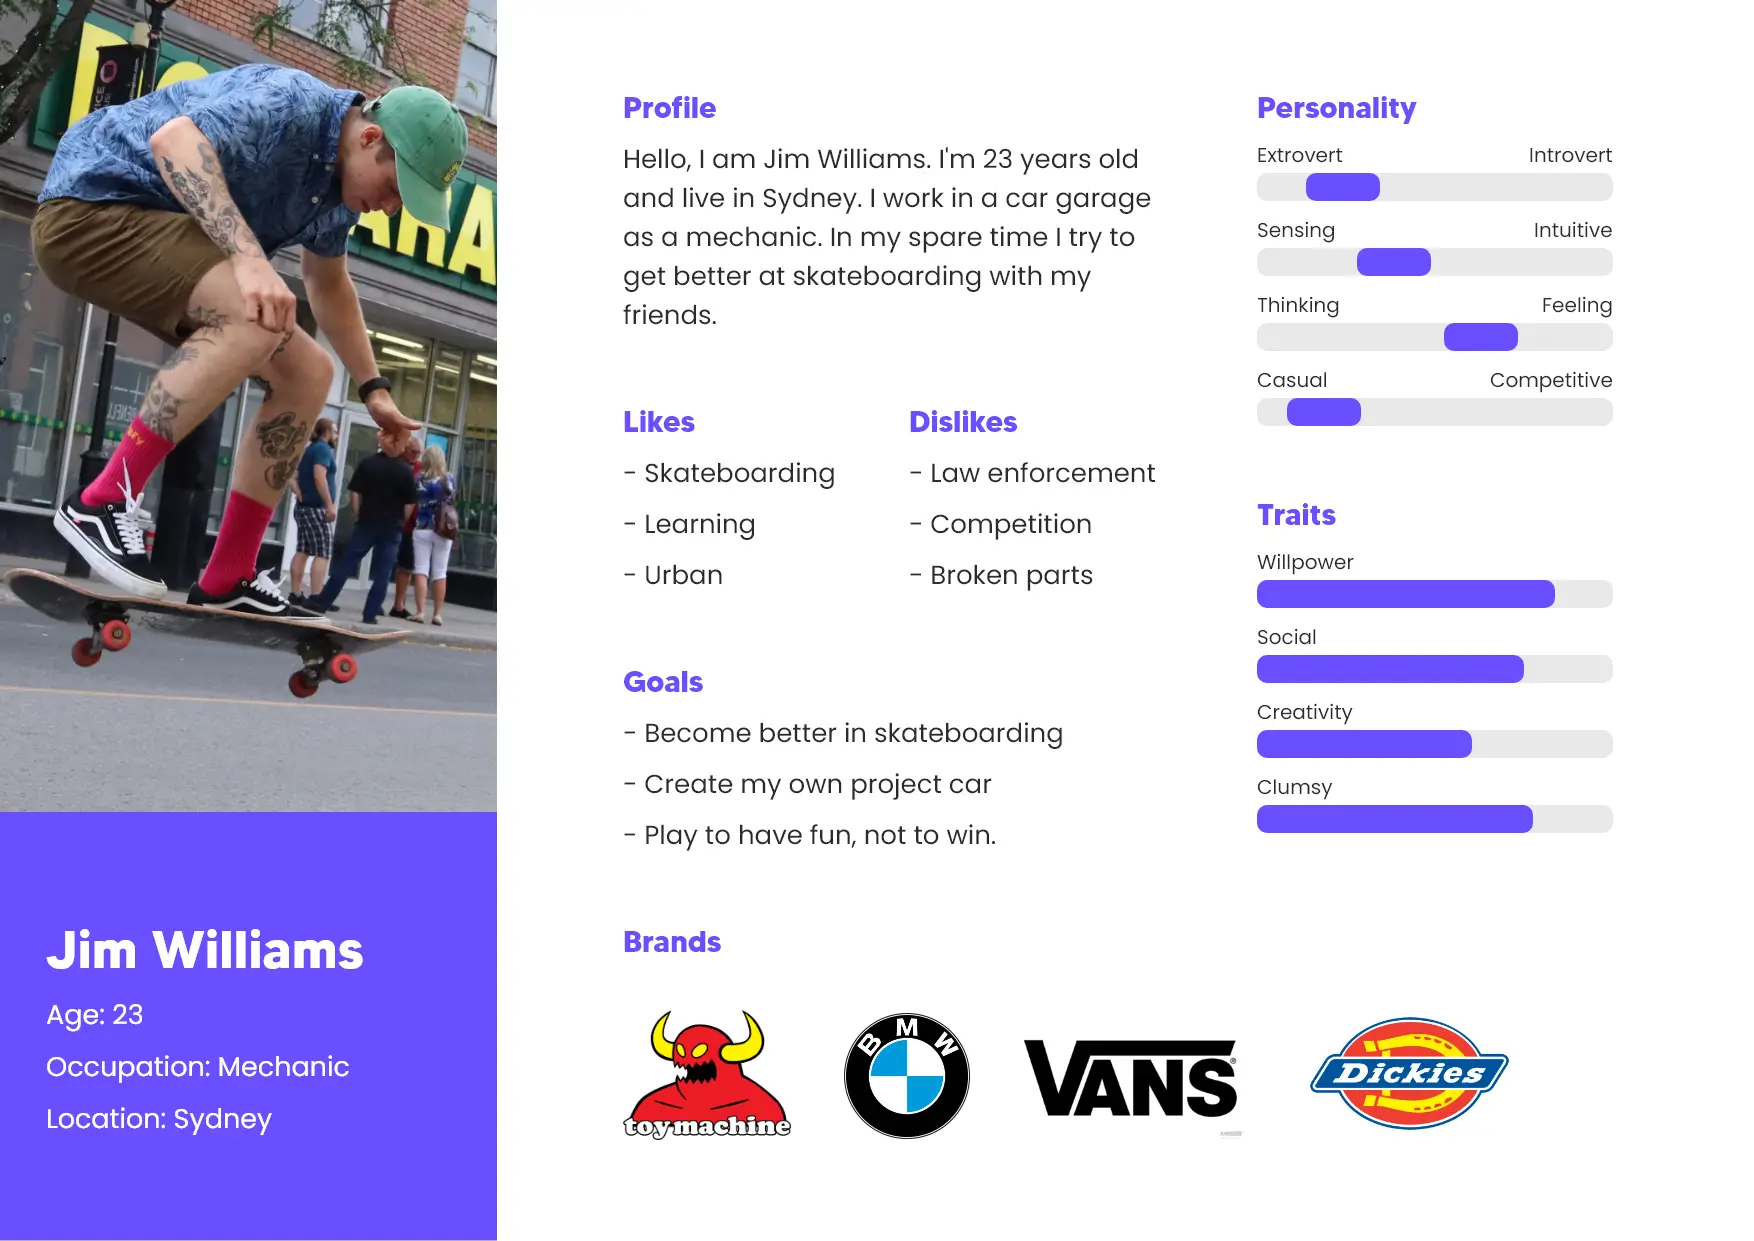 Profile
Hello, I am Jim Williams. I'm 23 years old
and live in Sydney. I work in a car garage
as a mechanic. In my spare time I try to
get better at skateboarding with my
friends.
Likes
- Skateboarding
- Learning
- Urban
Dislikes
- Law enforcement
- Competition
- Broken parts
Goals
- Become better in skateboarding
- Create my own project car
- Play to have fun, not to win.
Brands
toymachine
BMW
VANS®
Dickies
Personality
Extrovert Introvert
Sensing Intuitive
Thinking Feeling
Casual Competitive
Traits
Willpower
Social
Creativity
Clumsy
Jim Williams
Age: 23
Occupation: Mechanic
Location: Sydney